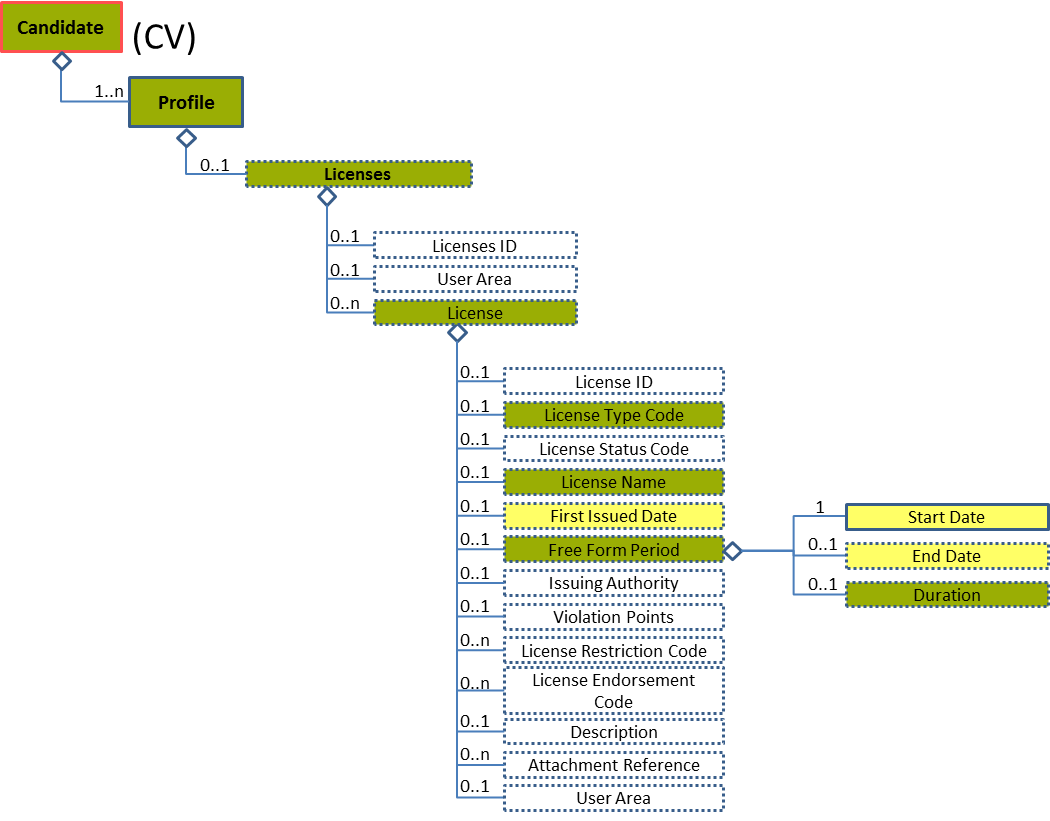 Candidate
(CV)
1..n
Profile
0..1
Licenses
0..1
Licenses ID
0..1
User Area
0..n
License
0..1
License ID
0..1
License Type Code
0..1
License Status Code
0..1
License Name
0..1
First Issued Date
1
Start Date
0..1
Free Form Period
0..1
End Date
0..1
Issuing Authority
0..1
Duration
0..1
Violation Points
0..n
License Restriction Code
0..n
License Endorsement
Code
0..1
Description
0..n
Attachment Reference
0..1
User Area